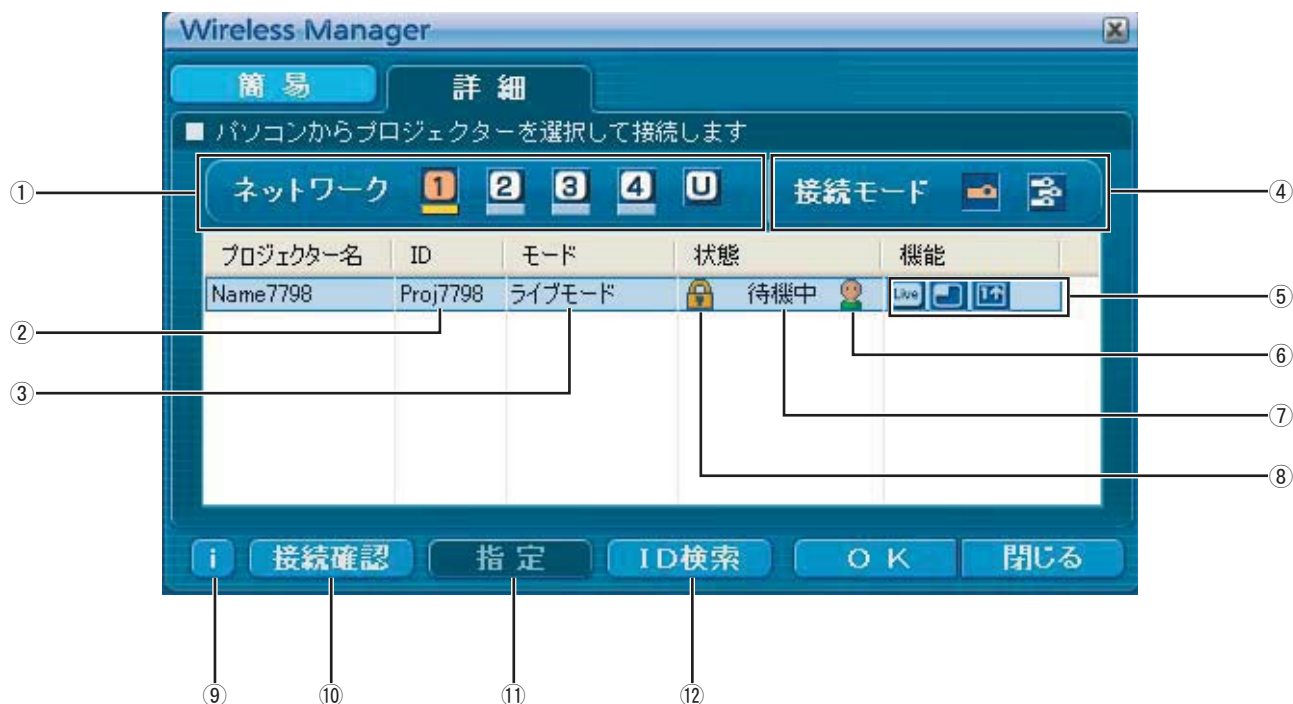 Wireless Manager
簡易 詳細
■ パソコンからプロジェクターを選択して接続します
① ネットワーク 1 2 3 4 U 接続モード ④
プロジェクター名 ID モード 状態 機能
Name7798 Proj7798 ライブモード 待機中 Live ⑤
②
⑥
③
⑦
⑧
i 接続確認 指定 ID検索 OK 閉じる
⑨ ⑩ ⑪ ⑫